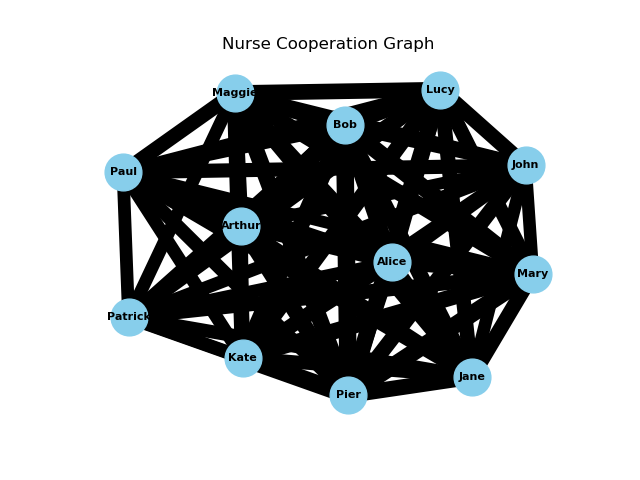 Nurse Cooperation Graph
Maggie
Lucy
Bob
John
Paul
Arthur
Alice
Mary
Patrick
Kate
Jane
Pier